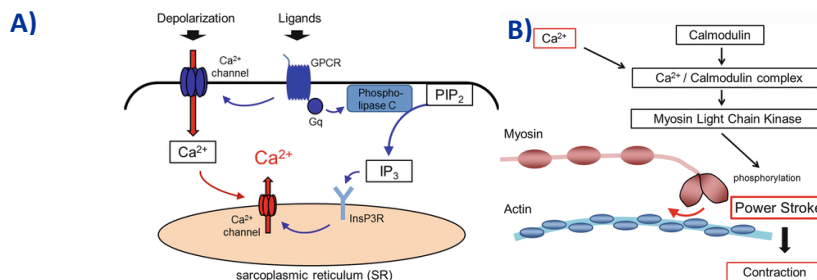 A)
Depolarization
Ligands
Ca²⁺
channel
GPCR
Gq
Phospho-
lipase C
PIP₂
Ca²⁺
Ca²⁺
IP₃
Ca²⁺
channel
InsP3R
sarcoplasmic reticulum (SR)
B)
Ca²⁺
Calmodulin
Ca²⁺ / Calmodulin complex
Myosin Light Chain Kinase
Myosin
phosphorylation
Power Stroke
Actin
Contraction